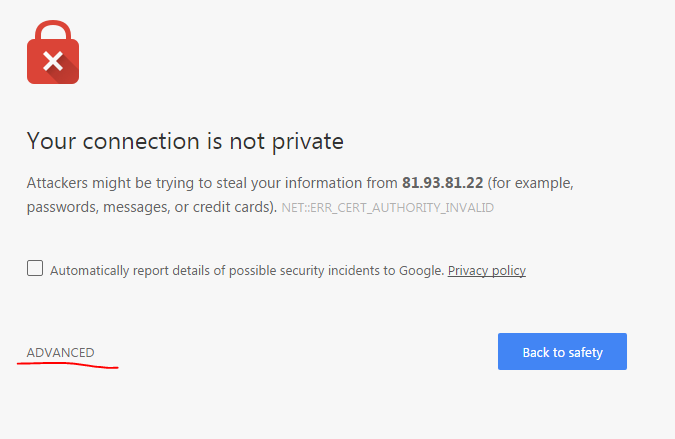 Your connection is not private
Attackers might be trying to steal your information from 81.93.81.22 (for example,
passwords, messages, or credit cards). NET::ERR_CERT_AUTHORITY_INVALID
Automatically report details of possible security incidents to Google. Privacy policy
ADVANCED
Back to safety